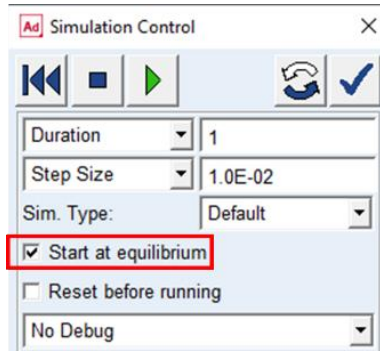 Ad Simulation Control
Duration 1
Step Size 1.0E-02
Sim. Type: Default
Start at equilibrium
Reset before running
No Debug